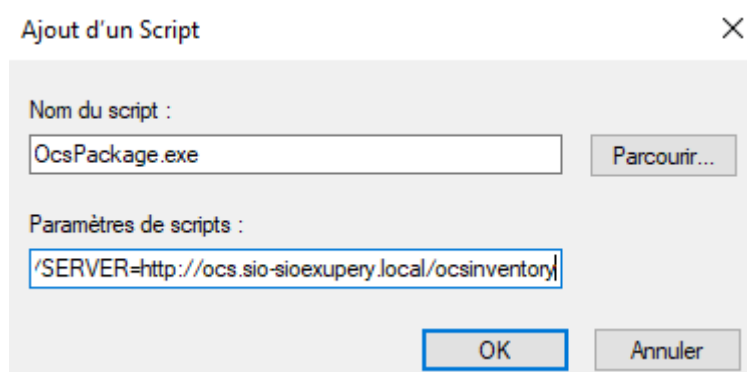 Ajout d'un Script
Nom du script :
OcsPackage.exe
Parcourir...
Paramètres de scripts :
/SERVER=http://ocs.sio-sioexupery.local/ocsinventory
OK
Annuler